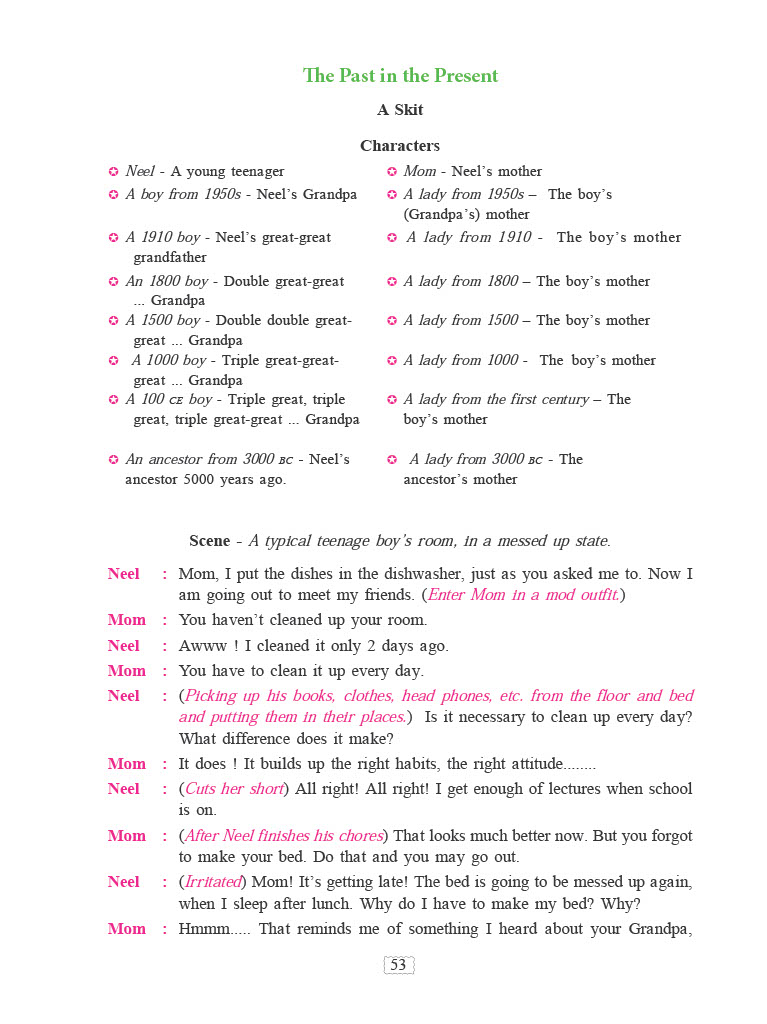 The Past in the Present
A Skit
Characters
✪ Neel - A young teenager
✪ Mom - Neel's mother
✪ A boy from 1950s - Neel's Grandpa
✪ A lady from 1950s – The boy's
(Grandpa's) mother
✪ A 1910 boy - Neel's great-great
grandfather
✪ A lady from 1910 - The boy's mother
✪ An 1800 boy - Double great-great
... Grandpa
✪ A lady from 1800 – The boy's mother
✪ A 1500 boy - Double double great-
great ... Grandpa
✪ A lady from 1500 – The boy's mother
✪ A 1000 boy - Triple great-great-
great ... Grandpa
✪ A lady from 1000 - The boy's mother
✪ A 100 CE boy - Triple great, triple
great, triple great-great ... Grandpa
✪ A lady from the first century – The
boy's mother
✪ An ancestor from 3000 BC - Neel's
ancestor 5000 years ago.
✪ A lady from 3000 BC - The
ancestor's mother
Scene - A typical teenage boy's room, in a messed up state.
Neel : Mom, I put the dishes in the dishwasher, just as you asked me to. Now I
am going out to meet my friends. (Enter Mom in a mod outfit.)
Mom : You haven't cleaned up your room.
Neel : Awww ! I cleaned it only 2 days ago.
Mom : You have to clean it up every day.
Neel : (Picking up his books, clothes, head phones, etc. from the floor and bed
and putting them in their places.) Is it necessary to clean up every day?
What difference does it make?
Mom : It does ! It builds up the right habits, the right attitude........
Neel : (Cuts her short) All right! All right! I get enough of lectures when school
is on.
Mom : (After Neel finishes his chores) That looks much better now. But you forgot
to make your bed. Do that and you may go out.
Neel : (Irritated) Mom! It's getting late! The bed is going to be messed up again,
when I sleep after lunch. Why do I have to make my bed? Why?
Mom : Hmmm..... That reminds me of something I heard about your Grandpa,
53